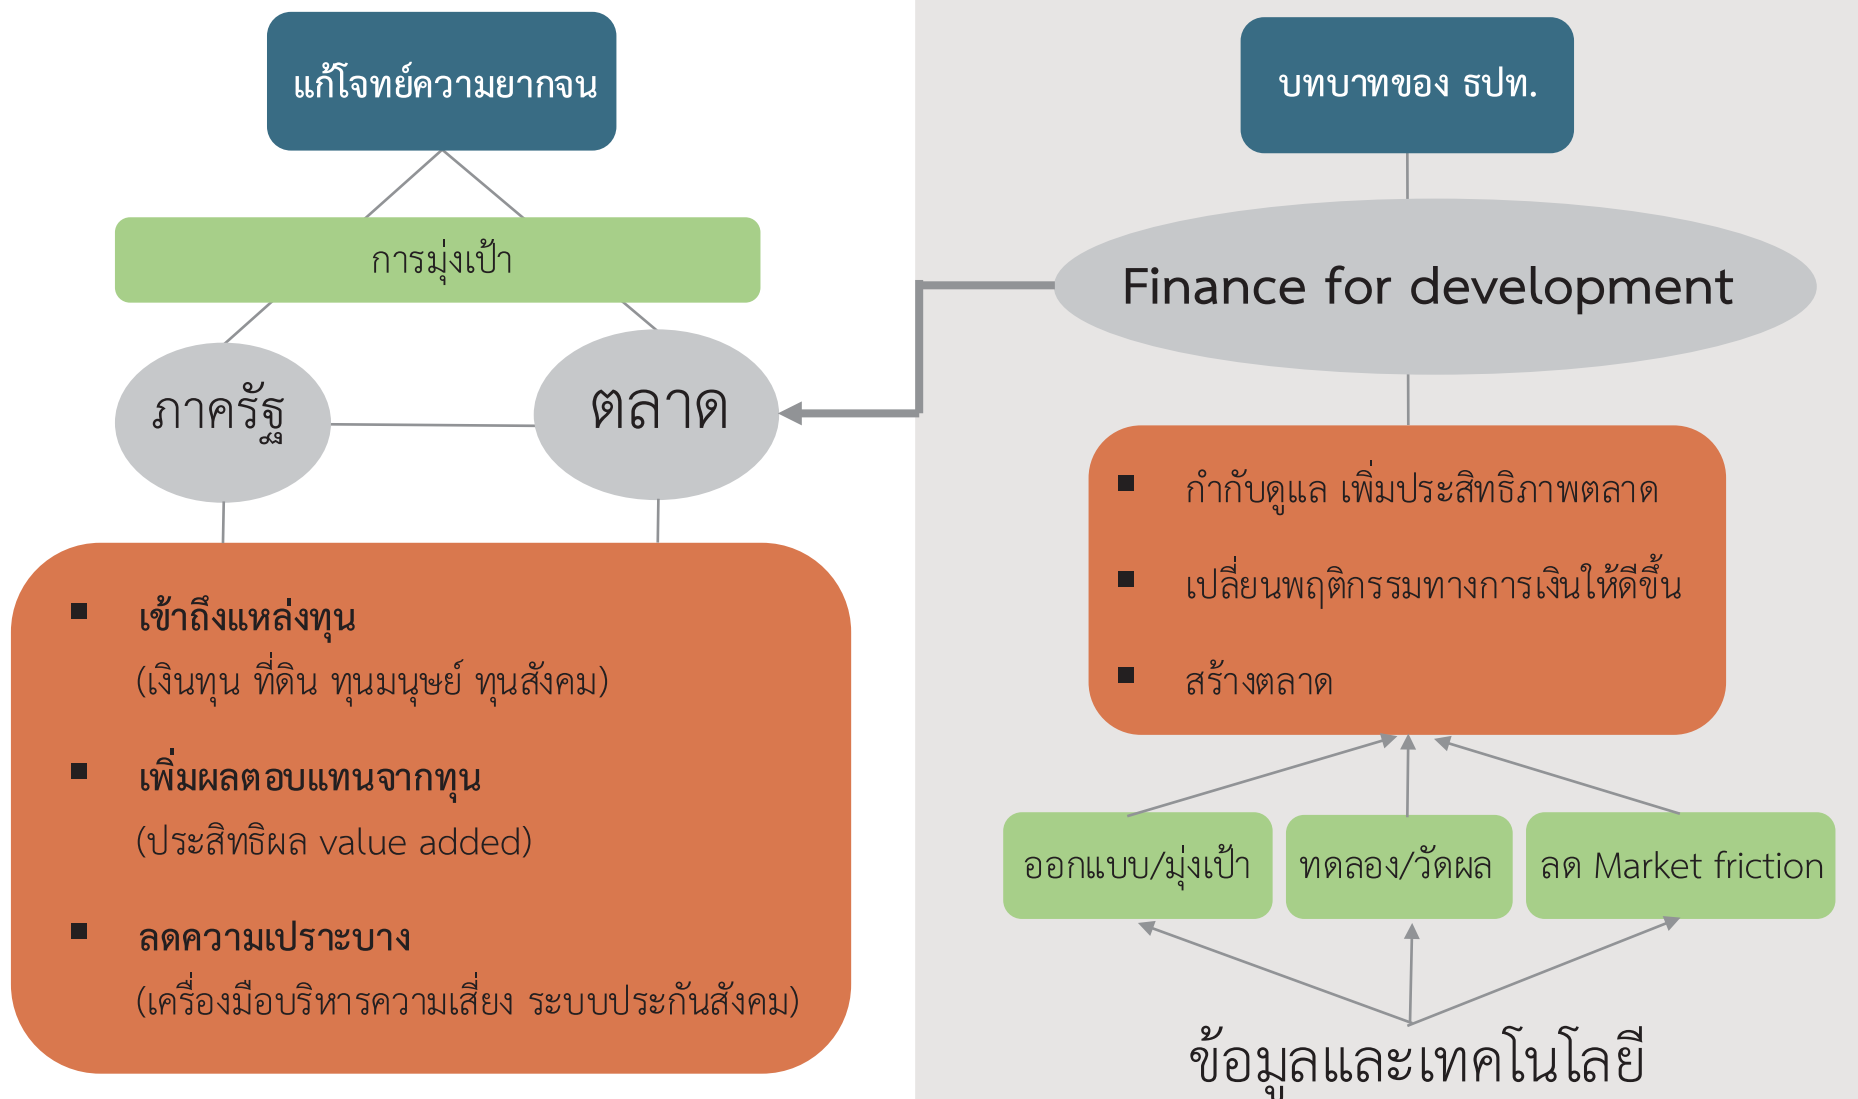 แก้โจทย์ความยากจน
การมุ่งเป้า
ภาครัฐ
ตลาด
■ เข้าถึงแหล่งทุน
(เงินทุน ที่ดิน ทุนมนุษย์ ทุนสังคม)
■ เพิ่มผลตอบแทนจากทุน
(ประสิทธิผล value added)
■ ลดความเปราะบาง
(เครื่องมือบริหารความเสี่ยง ระบบประกันสังคม)
บทบาทของ ธปท.
Finance for development
■ กำกับดูแล เพิ่มประสิทธิภาพตลาด
■ เปลี่ยนพฤติกรรมทางการเงินให้ดีขึ้น
■ สร้างตลาด
ออกแบบ/มุ่งเป้า
ทดลอง/วัดผล
ลด Market friction
ข้อมูลและเทคโนโลยี